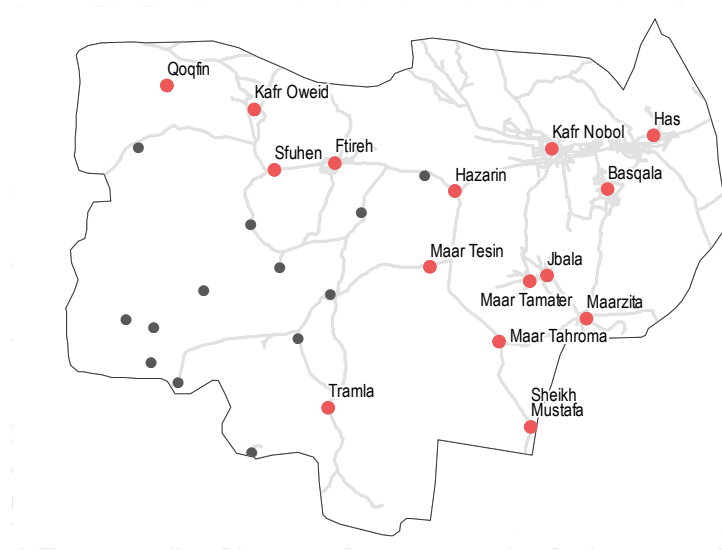 Qoqfin
Kafr Oweid
Sfuhen
Ftireh
Kafr Nobol
Has
Hazarin
Basqala
Maar Tesin
Jbala
Maar Tamater
Maarzita
Maar Tahroma
Tramla
Sheikh
Mustafa